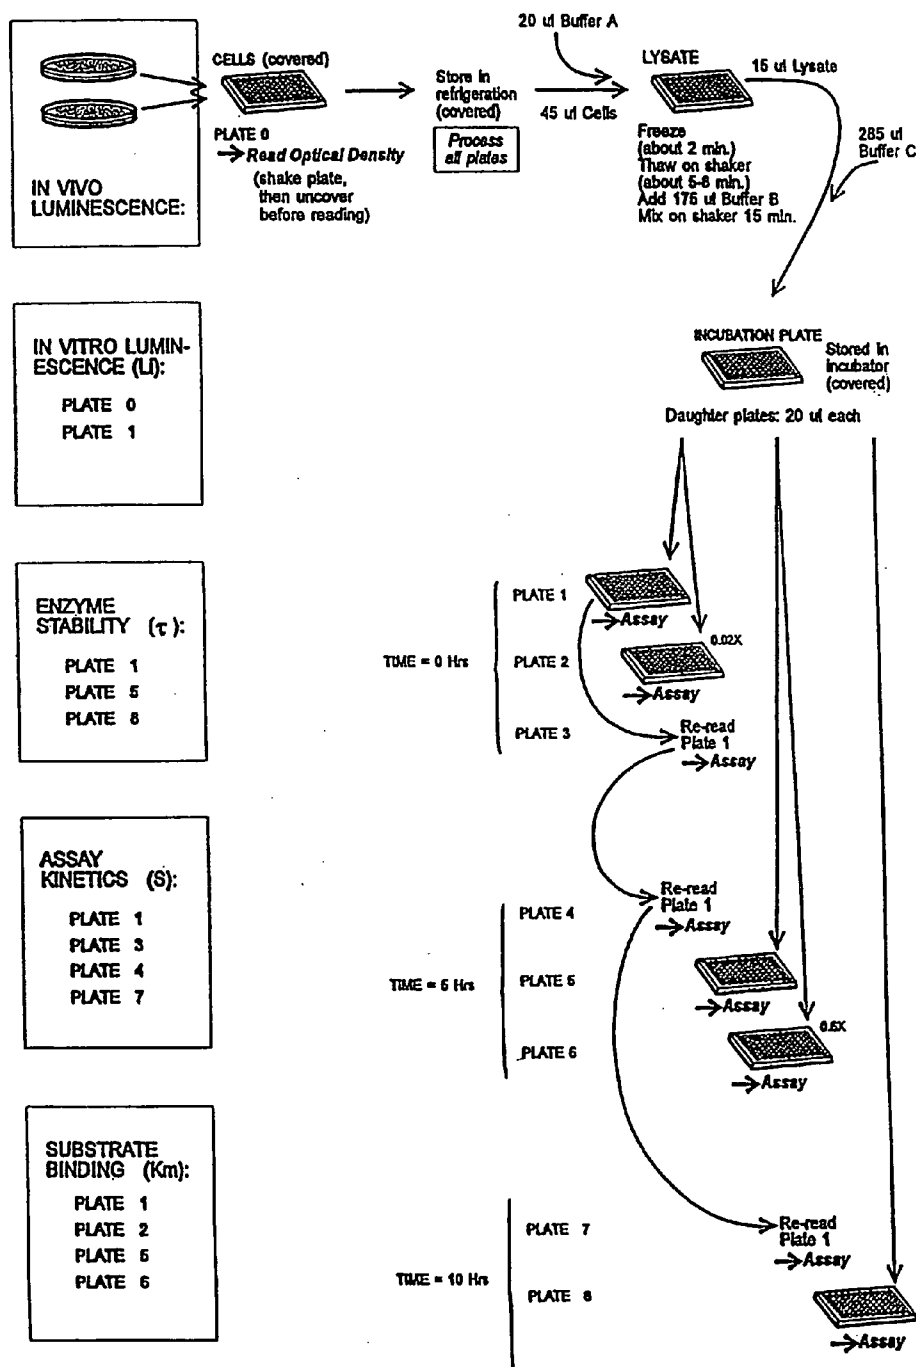 IN VIVO
LUMINESCENCE:
CELLS (covered)
PLATE 0
Read Optical Density
(shake plate,
then uncover
before reading)
Store in
refrigeration
(covered)
Process
all plates
20 ul Buffer A
45 ul Cells
LYSATE
Freeze
(about 2 min.)
Thaw on shaker
(about 5-8 min.)
Add 175 ul Buffer B
Mix on shaker 15 min.
15 ul Lysate
285 ul
Buffer C
IN VITRO LUMIN-
ESCENCE (LI):
PLATE 0
PLATE 1
INCUBATION PLATE
Stored in
incubator
(covered)
Daughter plates: 20 ul each
ENZYME
STABILITY (τ):
PLATE 1
PLATE 5
PLATE 8
TIME = 0 Hrs
PLATE 1
Assay
PLATE 2
0.02X
Assay
PLATE 3
Re-read
Plate 1
Assay
ASSAY
KINETICS (S):
PLATE 1
PLATE 3
PLATE 4
PLATE 7
TIME = 5 Hrs
PLATE 4
Re-read
Plate 1
Assay
PLATE 5
Assay
PLATE 6
0.5X
Assay
SUBSTRATE
BINDING (Km):
PLATE 1
PLATE 2
PLATE 5
PLATE 6
TIME = 10 Hrs
PLATE 7
Re-read
Plate 1
Assay
PLATE 8
Assay